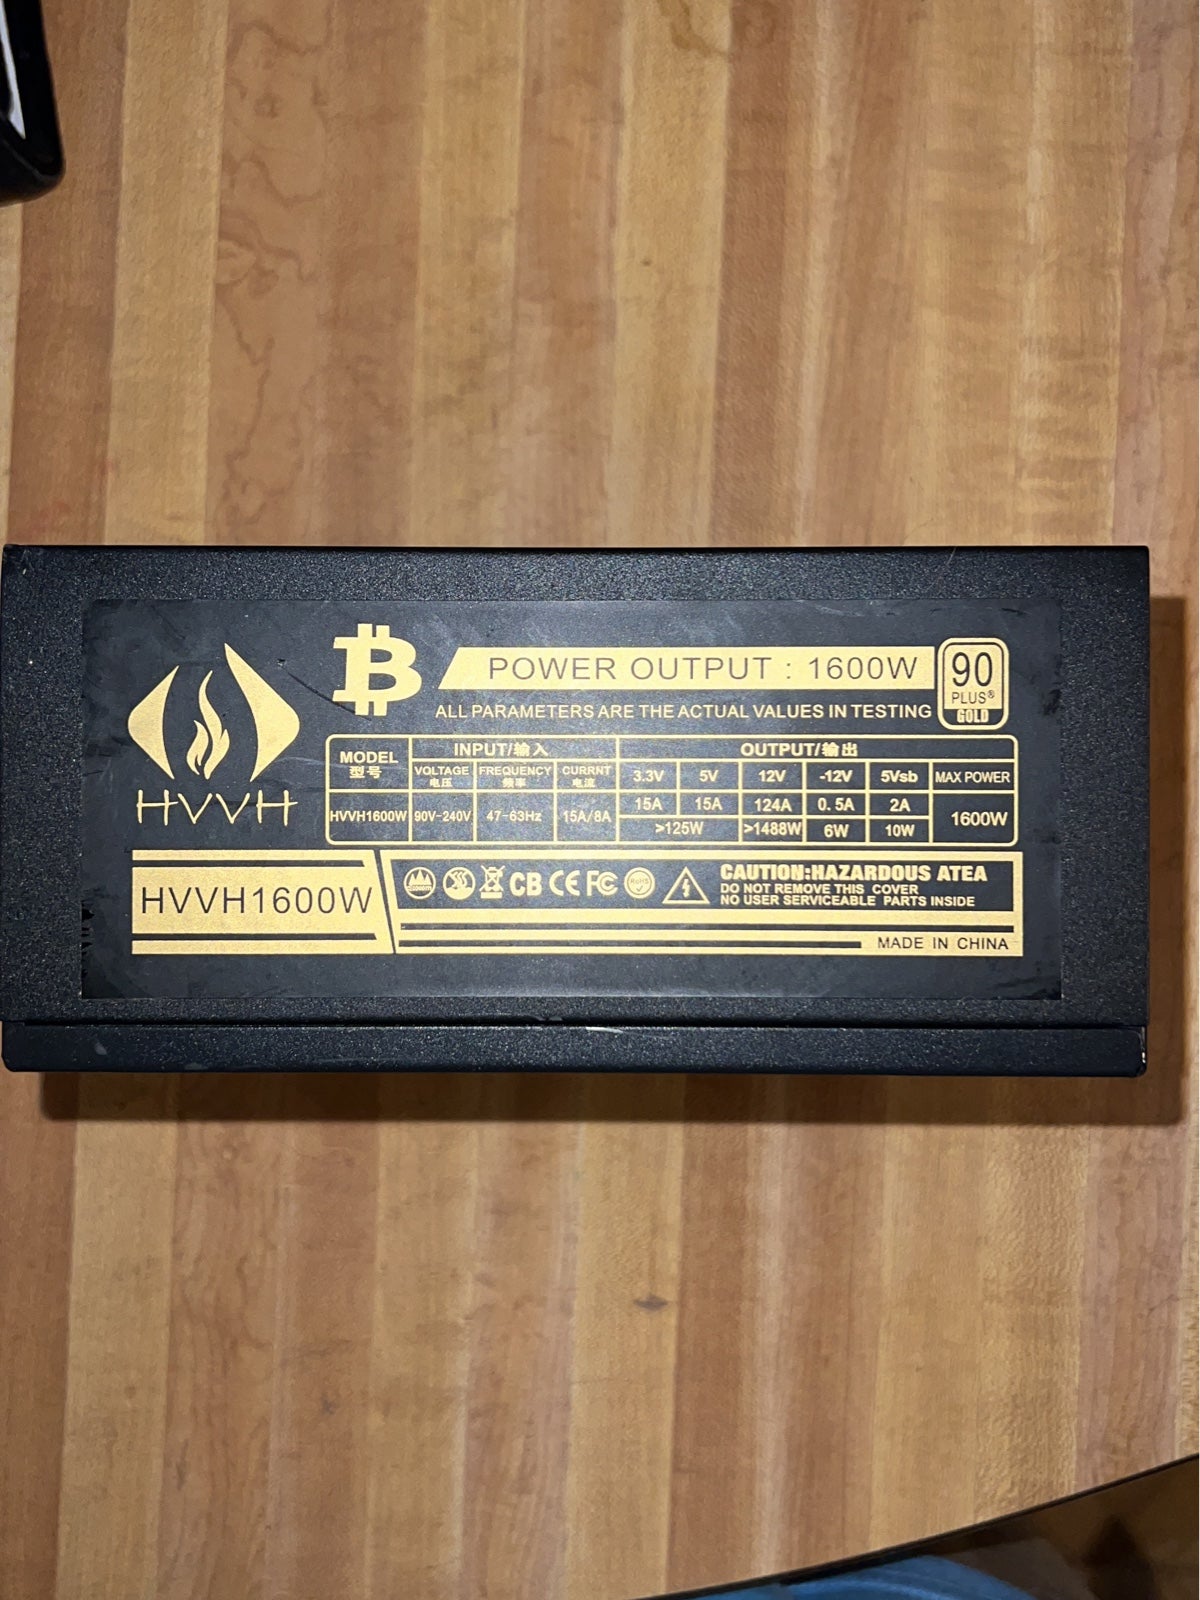 POWER OUTPUT : 1600W
90
PLUS®
GOLD
ALL PARAMETERS ARE THE ACTUAL VALUES IN TESTING
HVVH
MODEL INPUT/输入 OUTPUT/输出
型号 VOLTAGE FREQUENCY CURRNT 3.3V 5V 12V -12V 5Vsb MAX POWER
电压 频率 电流
HVVH1600W 90V-240V 47-63Hz 15A/8A 15A 15A 124A 0.5A 2A 1600W
>125W >1488W 6W 10W
HVVH1600W
CB CE FC
CAUTION:HAZARDOUS ATEA
DO NOT REMOVE THIS COVER
NO USER SERVICEABLE PARTS INSIDE
MADE IN CHINA